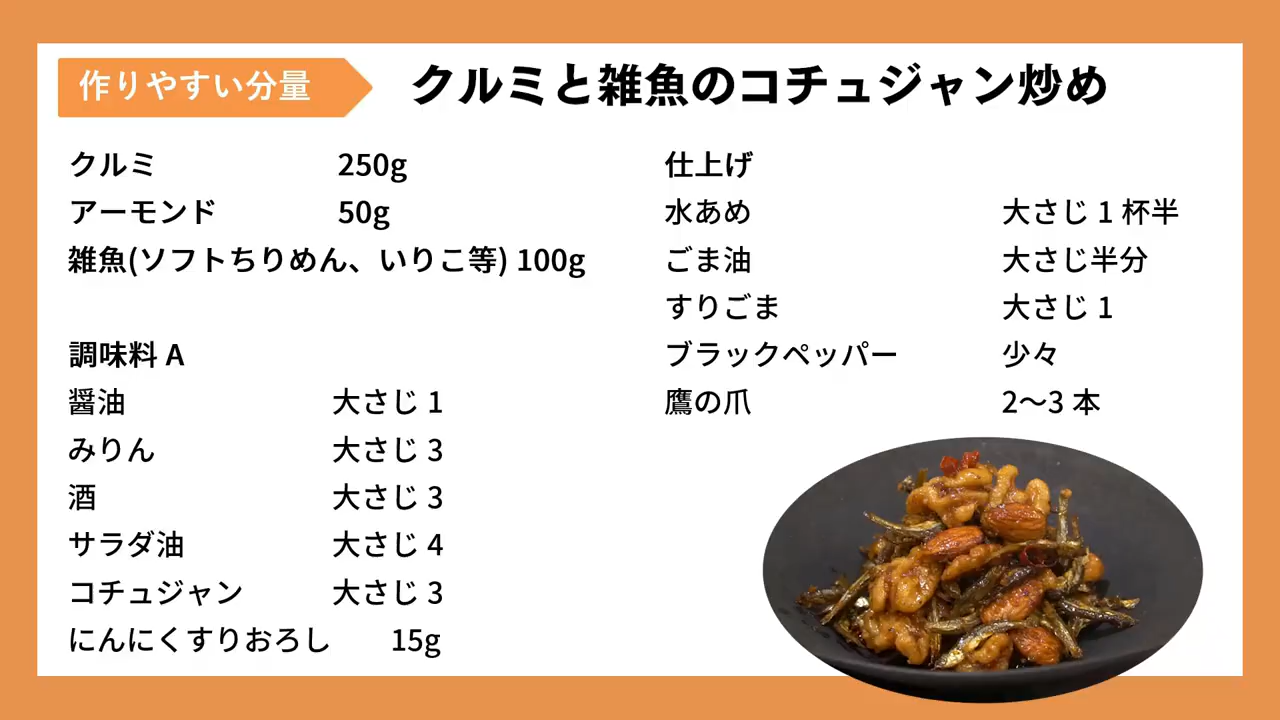 作りやすい分量
クルミと雑魚のコチュジャン炒め
クルミ 250g
アーモンド 50g
雑魚(ソフトちりめん、いりこ等) 100g
調味料 A
醤油 大さじ 1
みりん 大さじ 3
酒 大さじ 3
サラダ油 大さじ 4
コチュジャン 大さじ 3
にんにくすりおろし 15g
仕上げ
水あめ 大さじ 1 杯半
ごま油 大さじ半分
すりごま 大さじ 1
ブラックペッパー 少々
鷹の爪 2〜3 本